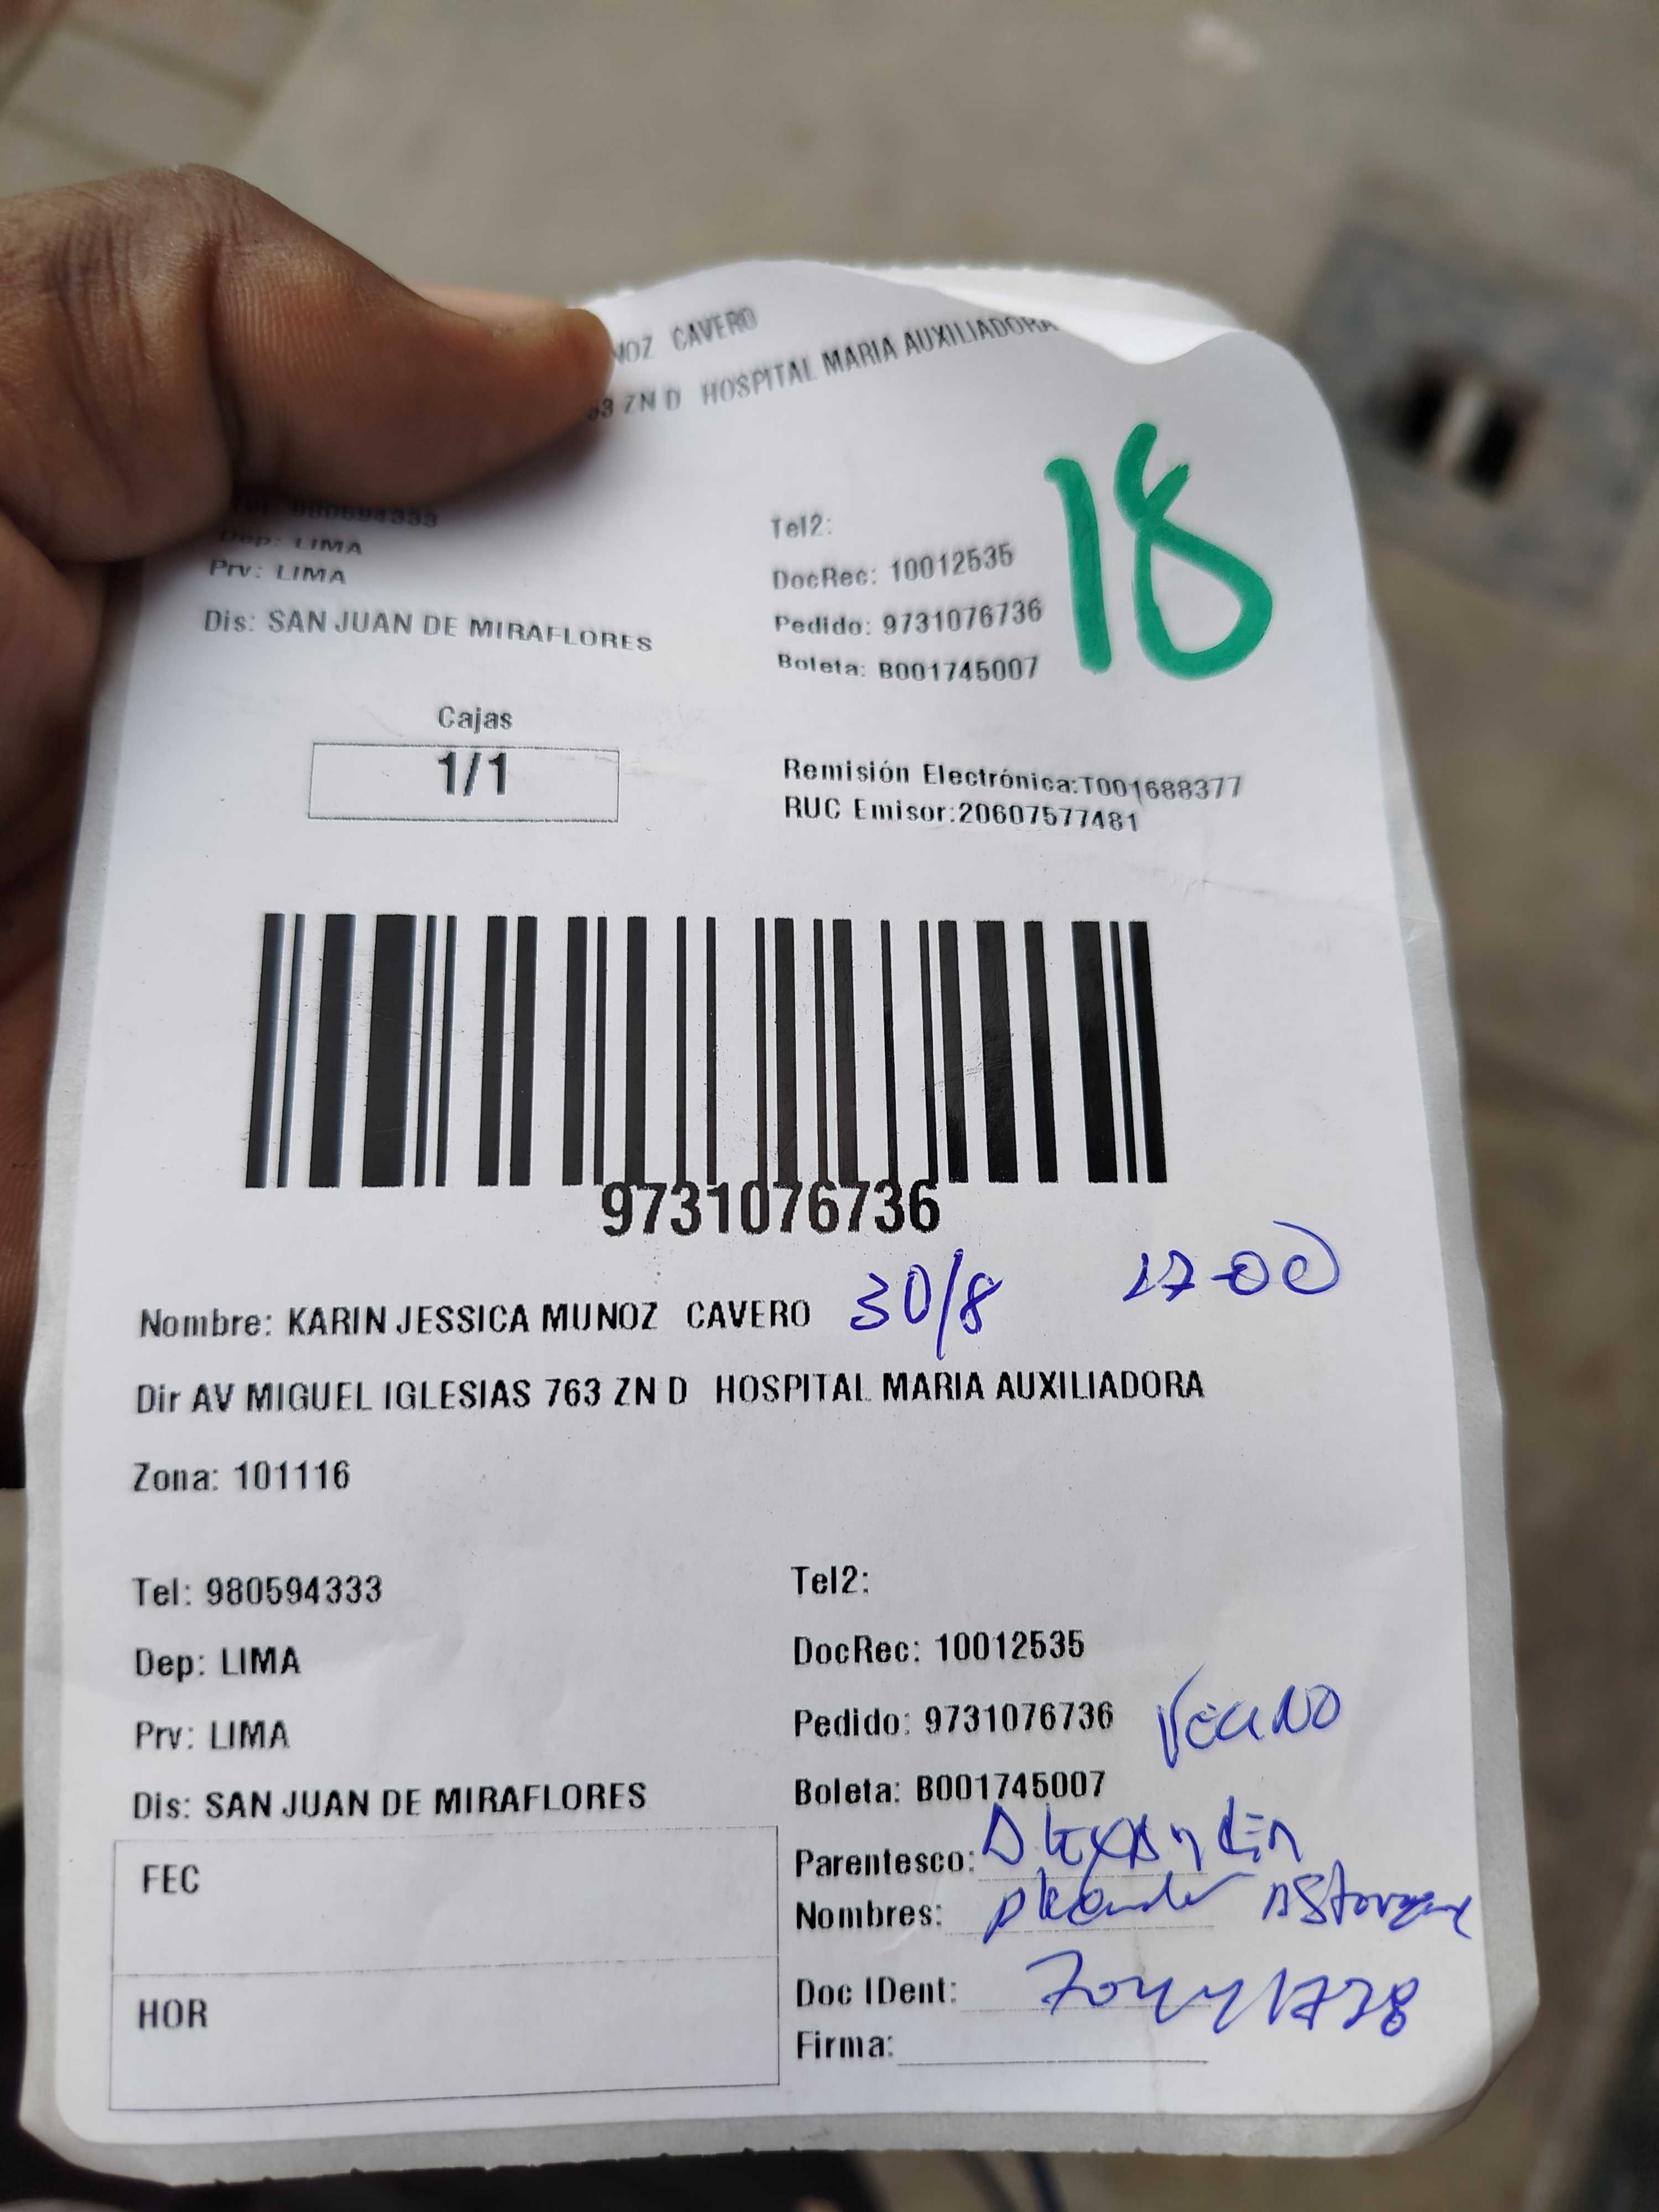 CAVERO
ZN D HOSPITAL MARIA AUXILIADORA
18
980594333
Tel2:
Dep: LIMA
DocRec: 10012535
Prv: LIMA
Pedido: 9731076736
Dis: SAN JUAN DE MIRAFLORES
Boleta: B001745007
Cajas
1/1
Remisión Electrónica:T001688377
RUC Emisor:20607577481
9731076736
30/8 17-00
Nombre: KARIN JESSICA MUNOZ CAVERO
Dir AV MIGUEL IGLESIAS 763 ZN D HOSPITAL MARIA AUXILIADORA
Zona: 101116
Tel: 980594333
Tel2:
Dep: LIMA
DocRec: 10012535
Prv: LIMA
Pedido: 9731076736
Dis: SAN JUAN DE MIRAFLORES
Boleta: B001745007
FEC
Parentesco:
Nombres:
HOR
Doc IDent:
Firma: